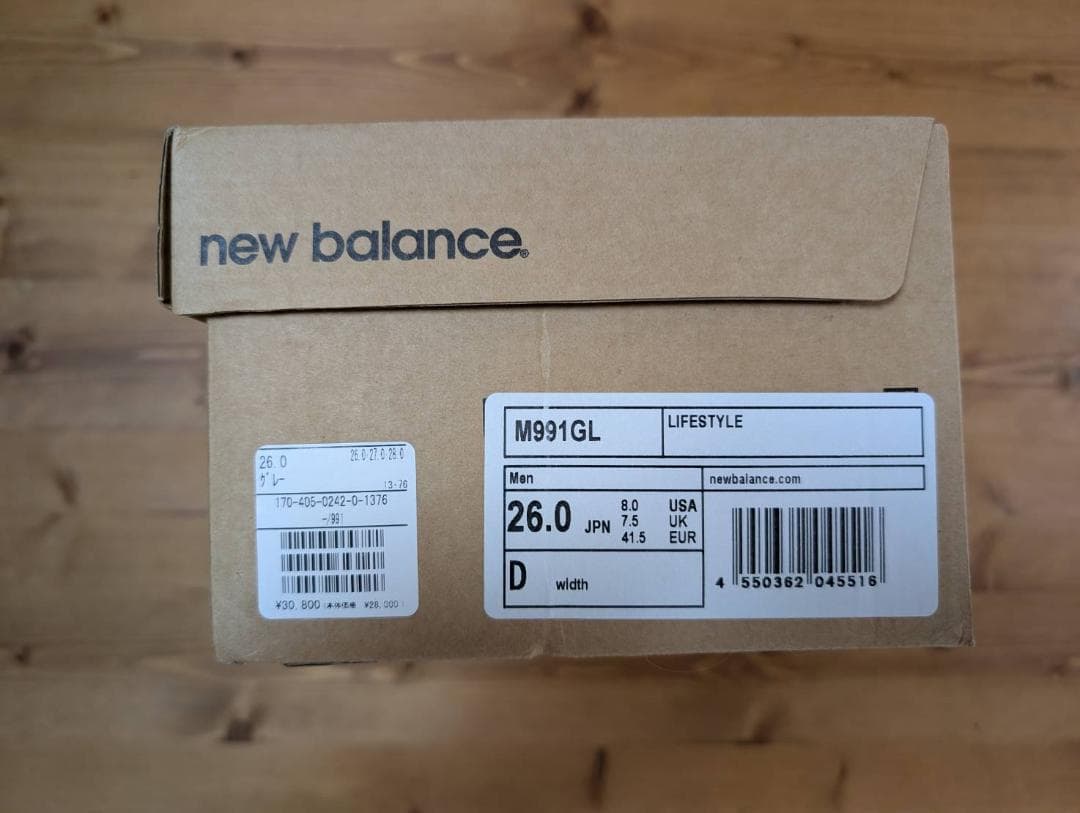 new balance®
26.0 26.0 27.0 28.0
グレー 13-76
170-405-0242-0-1376
-/991
¥30,800 (本体価格 ¥28,000)
M991GL LIFESTYLE
Men newbalance.com
26.0 JPN
8.0 USA
7.5 UK
41.5 EUR
D width
4 550362 045516